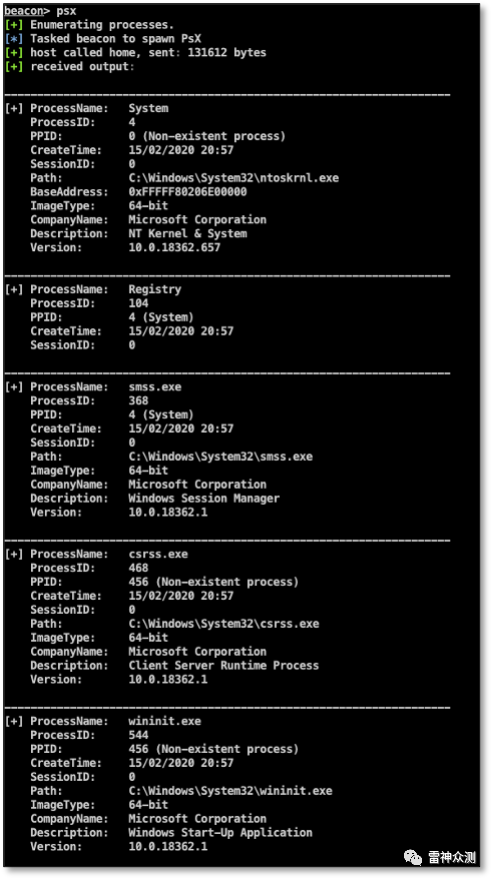 beacon> psx
[+] Enumerating processes.
[*] Tasked beacon to spawn PsX
[+] host called home, sent: 131612 bytes
[+] received output:
[+] ProcessName: System
ProcessID: 4
PPID: 0 (Non-existent process)
CreateTime: 15/02/2020 20:57
SessionID: 0
Path: C:\Windows\System32\ntoskrnl.exe
BaseAddress: 0xFFFFF80206E00000
ImageType: 64-bit
CompanyName: Microsoft Corporation
Description: NT Kernel & System
Version: 10.0.18362.657
[+] ProcessName: Registry
ProcessID: 104
PPID: 4 (System)
CreateTime: 15/02/2020 20:57
SessionID: 0
[+] ProcessName: smss.exe
ProcessID: 368
PPID: 4 (System)
CreateTime: 15/02/2020 20:57
SessionID: 0
Path: C:\Windows\System32\smss.exe
ImageType: 64-bit
CompanyName: Microsoft Corporation
Description: Windows Session Manager
Version: 10.0.18362.1
[+] ProcessName: csrss.exe
ProcessID: 468
PPID: 456 (Non-existent process)
CreateTime: 15/02/2020 20:57
SessionID: 0
Path: C:\Windows\System32\csrss.exe
ImageType: 64-bit
CompanyName: Microsoft Corporation
Description: Client Server Runtime Process
Version: 10.0.18362.1
[+] ProcessName: wininit.exe
ProcessID: 544
PPID: 456 (Non-existent process)
CreateTime: 15/02/2020 20:57
SessionID: 0
Path: C:\Windows\System32\wininit.exe
ImageType: 64-bit
CompanyName: Microsoft Corporation
Description: Windows Start-Up Application
Version: 10.0.18362.1
雷神众测